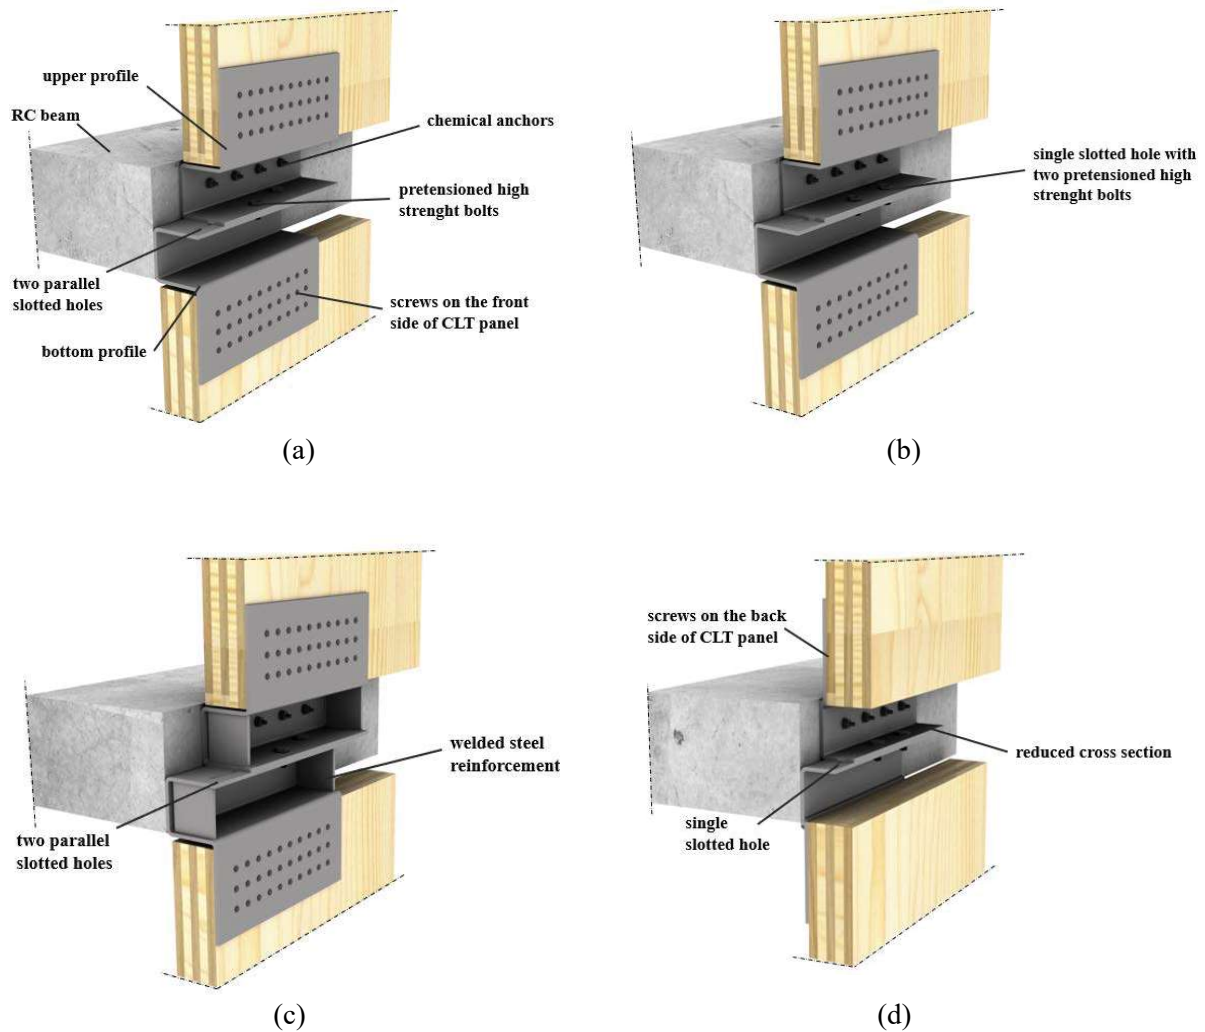 upper profile
RC beam
chemical anchors
pretensioned high
strenght bolts
two parallel
slotted holes
screws on the front
side of CLT panel
bottom profile
(a)
single slotted hole with
two pretensioned high
strenght bolts
(b)
welded steel
reinforcement
two parallel
slotted holes
(c)
screws on the back
side of CLT panel
reduced cross section
single
slotted hole
(d)